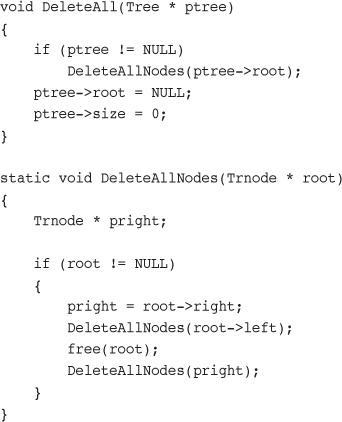 void DeleteAll(Tree * ptree)
{
    if (ptree != NULL)
        DeleteAllNodes(ptree->root);
    ptree->root = NULL;
    ptree->size = 0;
}

static void DeleteAllNodes(Trnode * root)
{
    Trnode * pright;

    if (root != NULL)
    {
        pright = root->right;
        DeleteAllNodes(root->left);
        free(root);
        DeleteAllNodes(pright);
    }
}